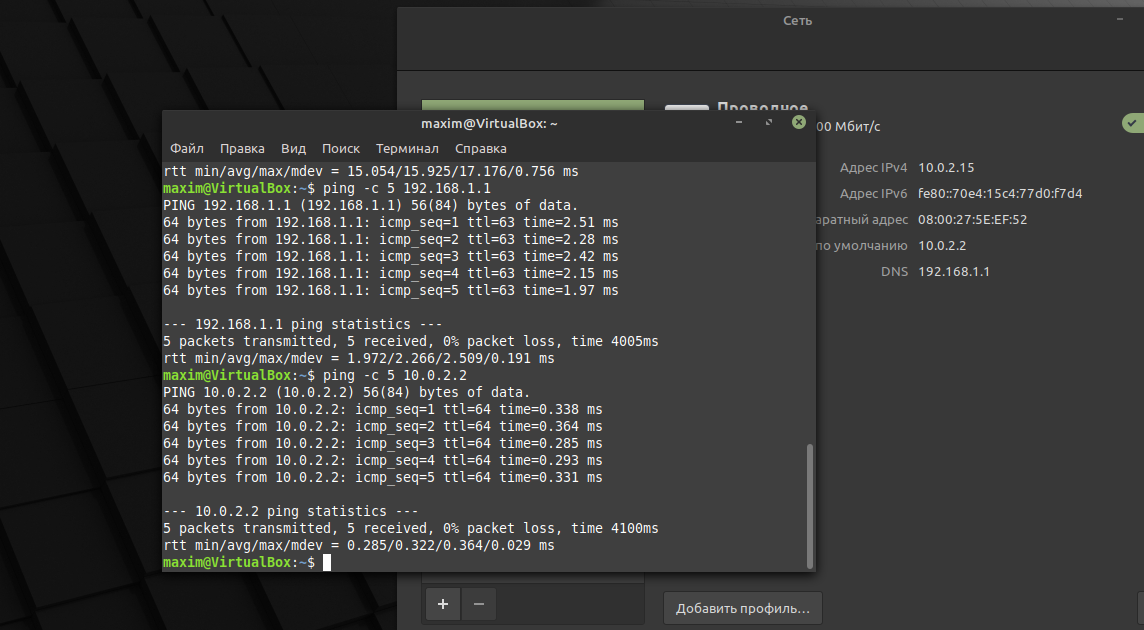 Сеть
Проводное
00 Мбит/с
Адрес IPv4 10.0.2.15
Адрес IPv6 fe80::70e4:15c4:77d0:f7d4
аратный адрес 08:00:27:5E:EF:52
по умолчанию 10.0.2.2
DNS 192.168.1.1
maxim@VirtualBox: ~
Файл Правка Вид Поиск Терминал Справка
rtt min/avg/max/mdev = 15.054/15.925/17.176/0.756 ms
maxim@VirtualBox:~$ ping -c 5 192.168.1.1
PING 192.168.1.1 (192.168.1.1) 56(84) bytes of data.
64 bytes from 192.168.1.1: icmp_seq=1 ttl=63 time=2.51 ms
64 bytes from 192.168.1.1: icmp_seq=2 ttl=63 time=2.28 ms
64 bytes from 192.168.1.1: icmp_seq=3 ttl=63 time=2.42 ms
64 bytes from 192.168.1.1: icmp_seq=4 ttl=63 time=2.15 ms
64 bytes from 192.168.1.1: icmp_seq=5 ttl=63 time=1.97 ms
--- 192.168.1.1 ping statistics ---
5 packets transmitted, 5 received, 0% packet loss, time 4005ms
rtt min/avg/max/mdev = 1.972/2.266/2.509/0.191 ms
maxim@VirtualBox:~$ ping -c 5 10.0.2.2
PING 10.0.2.2 (10.0.2.2) 56(84) bytes of data.
64 bytes from 10.0.2.2: icmp_seq=1 ttl=64 time=0.338 ms
64 bytes from 10.0.2.2: icmp_seq=2 ttl=64 time=0.364 ms
64 bytes from 10.0.2.2: icmp_seq=3 ttl=64 time=0.285 ms
64 bytes from 10.0.2.2: icmp_seq=4 ttl=64 time=0.293 ms
64 bytes from 10.0.2.2: icmp_seq=5 ttl=64 time=0.331 ms
--- 10.0.2.2 ping statistics ---
5 packets transmitted, 5 received, 0% packet loss, time 4100ms
rtt min/avg/max/mdev = 0.285/0.322/0.364/0.029 ms
maxim@VirtualBox:~$
Добавить профиль...